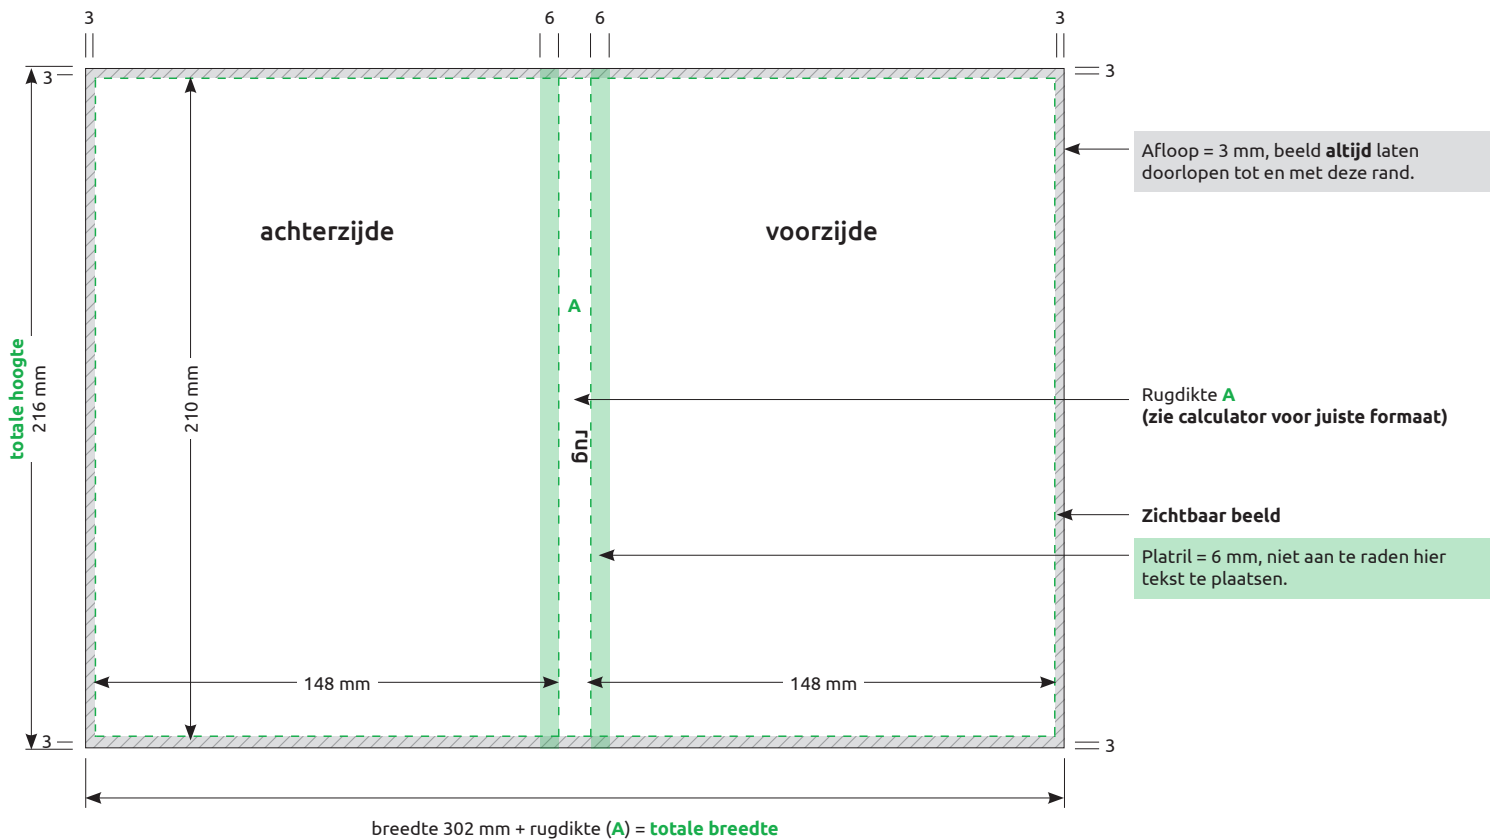 3
6
6
3
3
3
Afloop = 3 mm, beeld altijd laten
doorlopen tot en met deze rand.
achterzijde
voorzijde
A
totale hoogte
216 mm
210 mm
Rugdikte A
(zie calculator voor juiste formaat)
rug
Zichtbaar beeld
Platril = 6 mm, niet aan te raden hier
tekst te plaatsen.
148 mm
148 mm
3
3
breedte 302 mm + rugdikte (A) = totale breedte